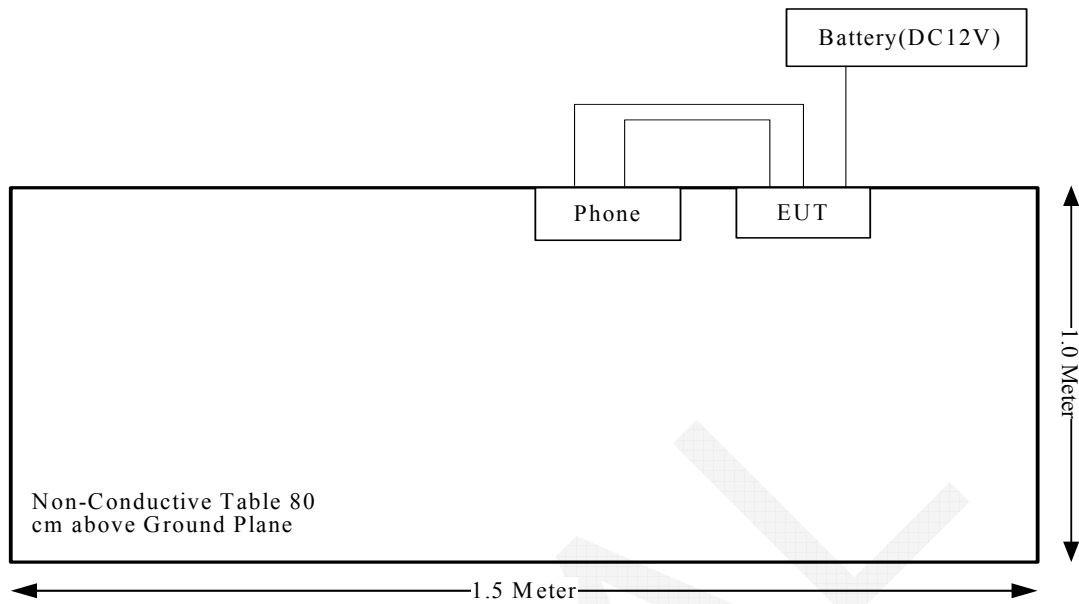 Battery(DC12V)
Phone
EUT
1.0 Meter
Non-Conductive Table 80
cm above Ground Plane
1.5 Meter